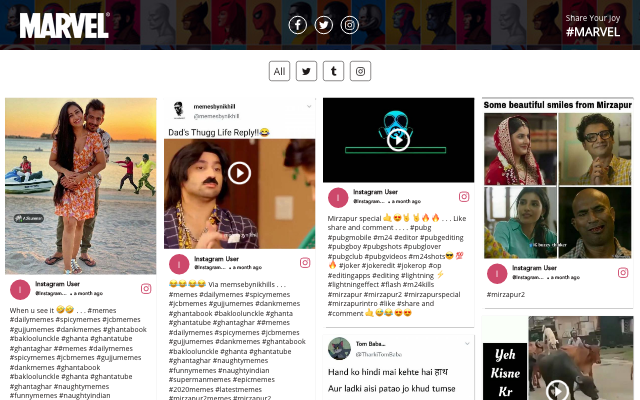 MARVEL
Share Your Joy
#MARVEL
All
Instagram User
@Instagram... • a month ago
When u see it 🤣🤣 . . . #memes
#dailymemes #spicymemes #jcbmemes
#gujjumemes #dankmemes #ghantabook
#bakloolunckle #ghanta #ghantatube
#ghantaghar ##memes #dailymemes
#spicymemes #jcbmemes #gujjumemes
#dankmemes #ghantabook
#bakloolunckle #ghanta #ghantatube
#ghantaghar #naughtymemes
#funnymemes #naughtyindian
memesbynikhill
@memesbynikhill
Dad's Thugg Life Reply!!😂
Instagram User
@Instagram... • a month ago
😂😂😂😂 Via memsebynikhills . . .
#memes #dailymemes #spicymemes
#jcbmemes #gujjumemes #dankmemes
#ghantabook #bakloolunckle #ghanta
#ghantatube #ghantaghar ##memes
#dailymemes #spicymemes #jcbmemes
#gujjumemes #dankmemes
#ghantabook #bakloolunckle #ghanta
#ghantatube #ghantaghar
#naughtymemes #funnymemes
#naughtyindian
#supermanmemes #epicmemes
#2020memes #latestmemes
#mirzapur2memes #mirzapur2
Instagram User
@Instagram... • a month ago
Mirzapur special 🤙😍🤘🤘🔥🔥 . . . Like
share and comment . . . . #pubg
#pubgmobile #m24 #editor #pubgediting
#pubgboy #pubgshots #pubglover
#pubgclub #pubgvideos #m24shots😎💯
🔥 #joker #jokeredit #jokerop #op
#editingapps #editing #lightning ⚡
#lightningeffect #flash #m24kills
#mirzapur #mirzapur2 #mirzapurspecial
#mirzapurintro #like #share and
#comment 🤙😅😂😍😍
Tom Baba...
@TharkiTomBaba
Hand ko hindi mai kehte hai हाथ
Aur ladki aisi patao jo khud tumse
Some beautiful smiles from Mirzapur
Instagram User
@Instagram... • a month ago
#mirzapur2
Yeh
Kisne
Kr